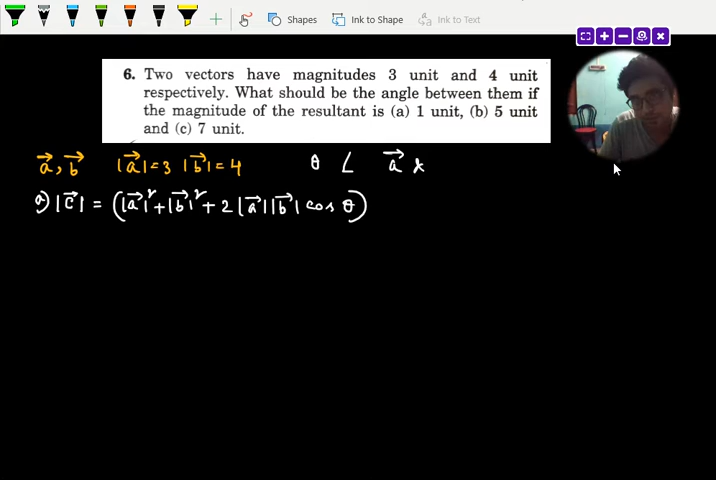 Shapes Ink to Shape Ink to Text
6. Two vectors have magnitudes 3 unit and 4 unit
respectively. What should be the angle between them if
the magnitude of the resultant is (a) 1 unit, (b) 5 unit
and (c) 7 unit.
a⃗, b⃗ |a⃗| = 3 |b⃗| = 4 θ ∠ a⃗ &
a) |c⃗| = (|a⃗|² + |b⃗|² + 2 |a⃗||b⃗| cos θ)